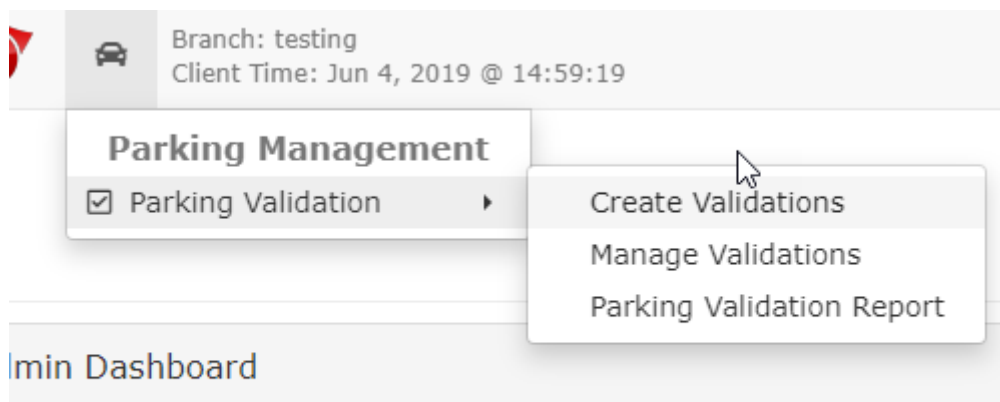 Branch: testing
Client Time: Jun 4, 2019 @ 14:59:19
Parking Management
Parking Validation
Create Validations
Manage Validations
Parking Validation Report
min Dashboard